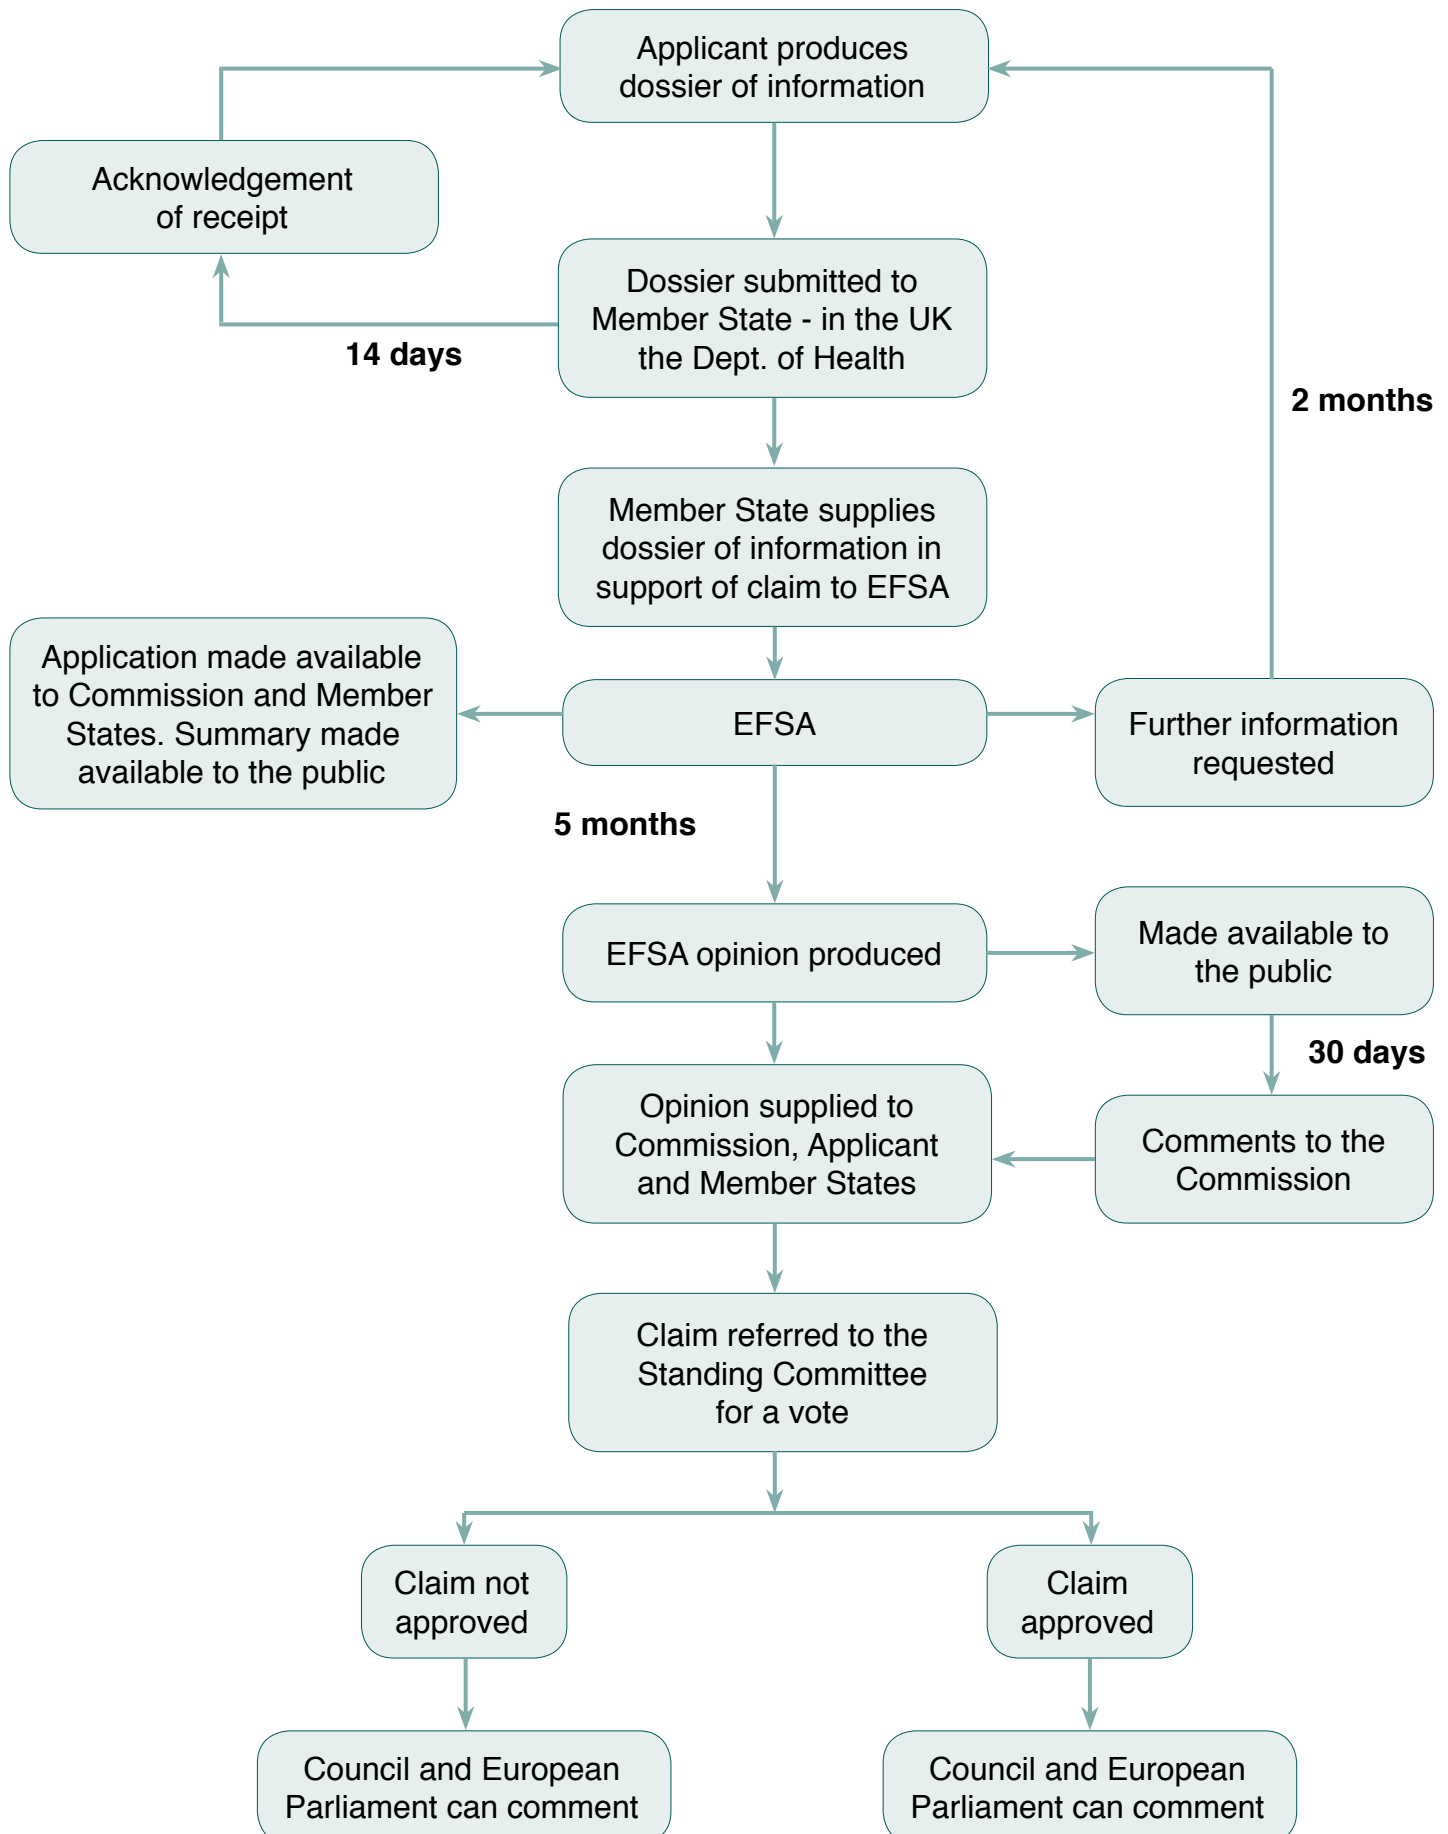 Applicant produces
dossier of information
Acknowledgement
of receipt
Dossier submitted to
Member State - in the UK
the Dept. of Health
14 days
2 months
Member State supplies
dossier of information in
support of claim to EFSA
Application made available
to Commission and Member
States. Summary made
available to the public
EFSA
Further information
requested
5 months
EFSA opinion produced
Made available to
the public
30 days
Opinion supplied to
Commission, Applicant
and Member States
Comments to the
Commission
Claim referred to the
Standing Committee
for a vote
Claim not
approved
Claim
approved
Council and European
Parliament can comment
Council and European
Parliament can comment